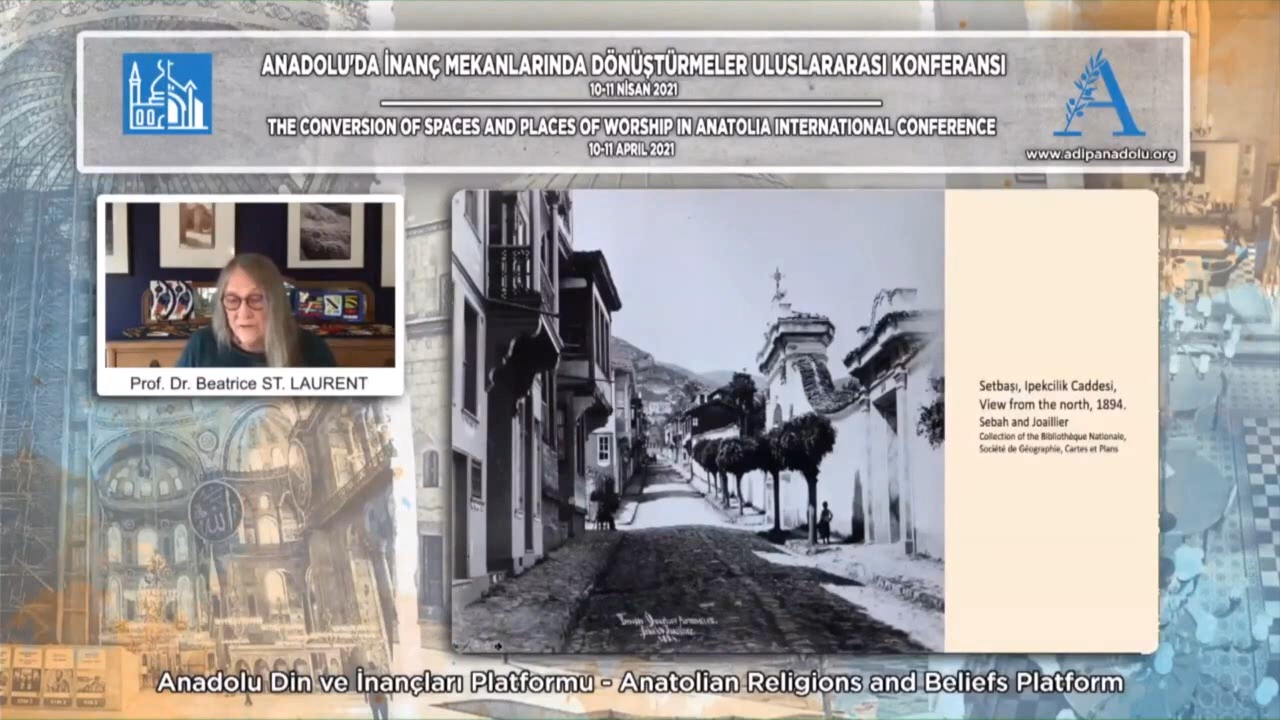 ANADOLU'DA İNANÇ MEKANLARINDA DÖNÜŞTÜRMELER ULUSLARARASI KONFERANSI
10-11 NİSAN 2021
THE CONVERSION OF SPACES AND PLACES OF WORSHIP IN ANATOLIA INTERNATIONAL CONFERENCE
10-11 APRIL 2021
www.adipanadolu.org
Prof. Dr. Beatrice ST. LAURENT
Setbaşı, Ipekcilik Caddesi,
View from the north, 1894.
Sebah and Joaillier
Collection of the Bibliothèque Nationale,
Société de Géographie, Cartes et Plans
Anadolu Din ve İnançları Platformu - Anatolian Religions and Beliefs Platform